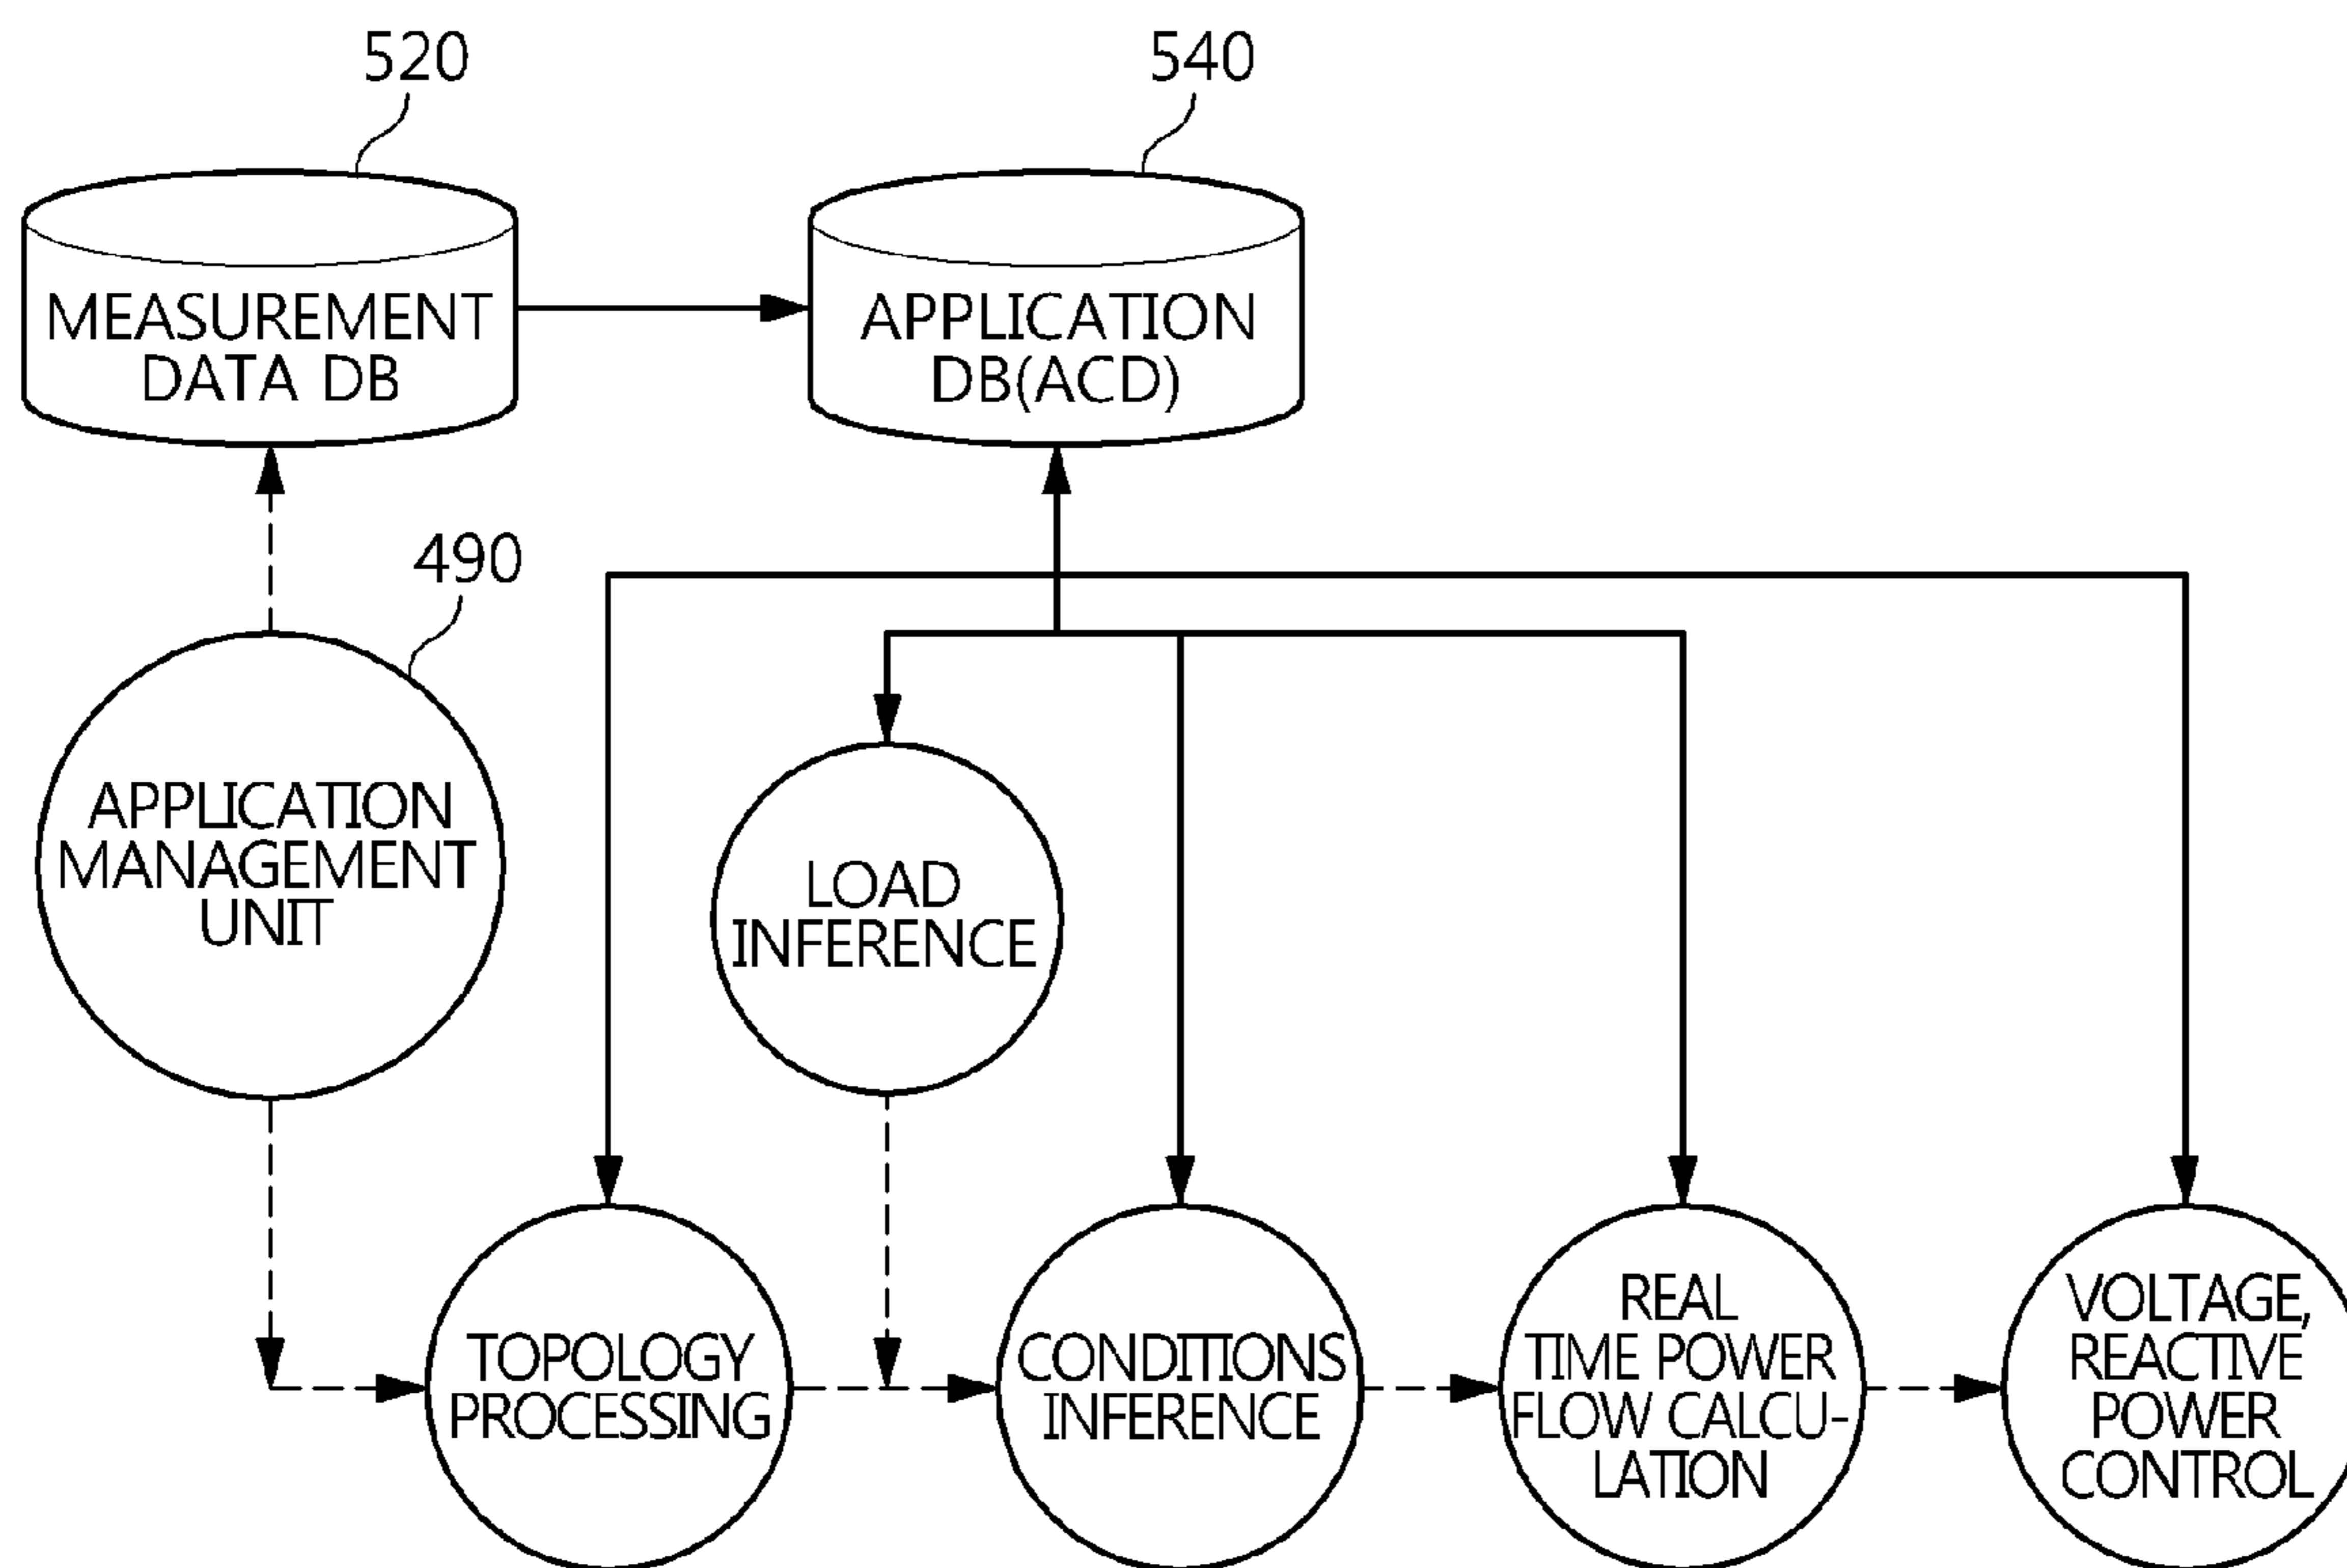 520
540
MEASUREMENT
DATA DB
APPLICATION
DB(ACD)
490
APPLICATION
MANAGEMENT
UNIT
LOAD
INFERENCE
TOPOLOGY
PROCESSING
CONDITIONS
INFERENCE
REAL
TIME POWER
FLOW CALCU-
LATION
VOLTAGE,
REACTIVE
POWER
CONTROL